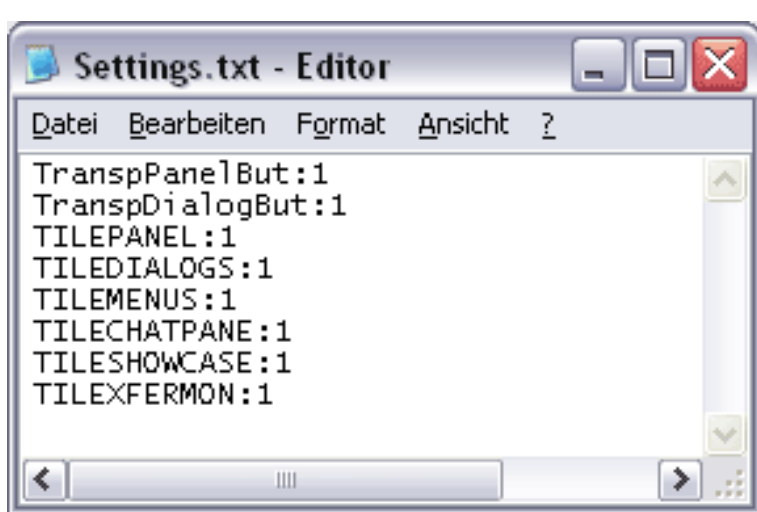 Settings.txt - Editor
Datei Bearbeiten Format Ansicht ?
TranspPanelBut:1
TranspDialogBut:1
TILEPANEL:1
TILEDIALOGS:1
TILEMENUS:1
TILECHATPANE:1
TILESHOWCASE:1
TILEXFERMON:1